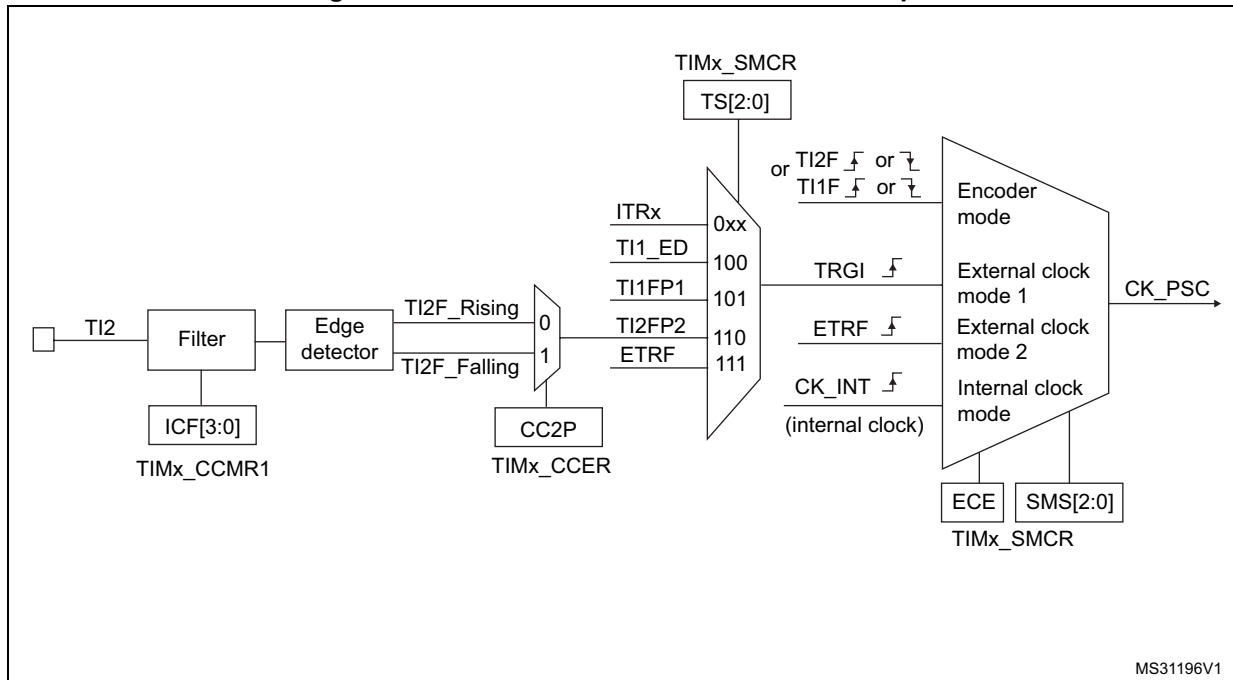 TIMx_SMCR
TS[2:0]
or TI2F or
TI1F or
Encoder
mode
ITRx
0xx
TI1_ED
100
TRGI
External clock
mode 1
CK_PSC
TI1FP1
101
TI2
Filter
Edge
detector
TI2F_Rising
0
TI2F_Falling
1
TI2FP2
110
ETRF
111
ETRF
External clock
mode 2
CK_INT
(internal clock)
Internal clock
mode
ICF[3:0]
TIMx_CCMR1
CC2P
TIMx_CCER
ECE
SMS[2:0]
TIMx_SMCR
MS31196V1